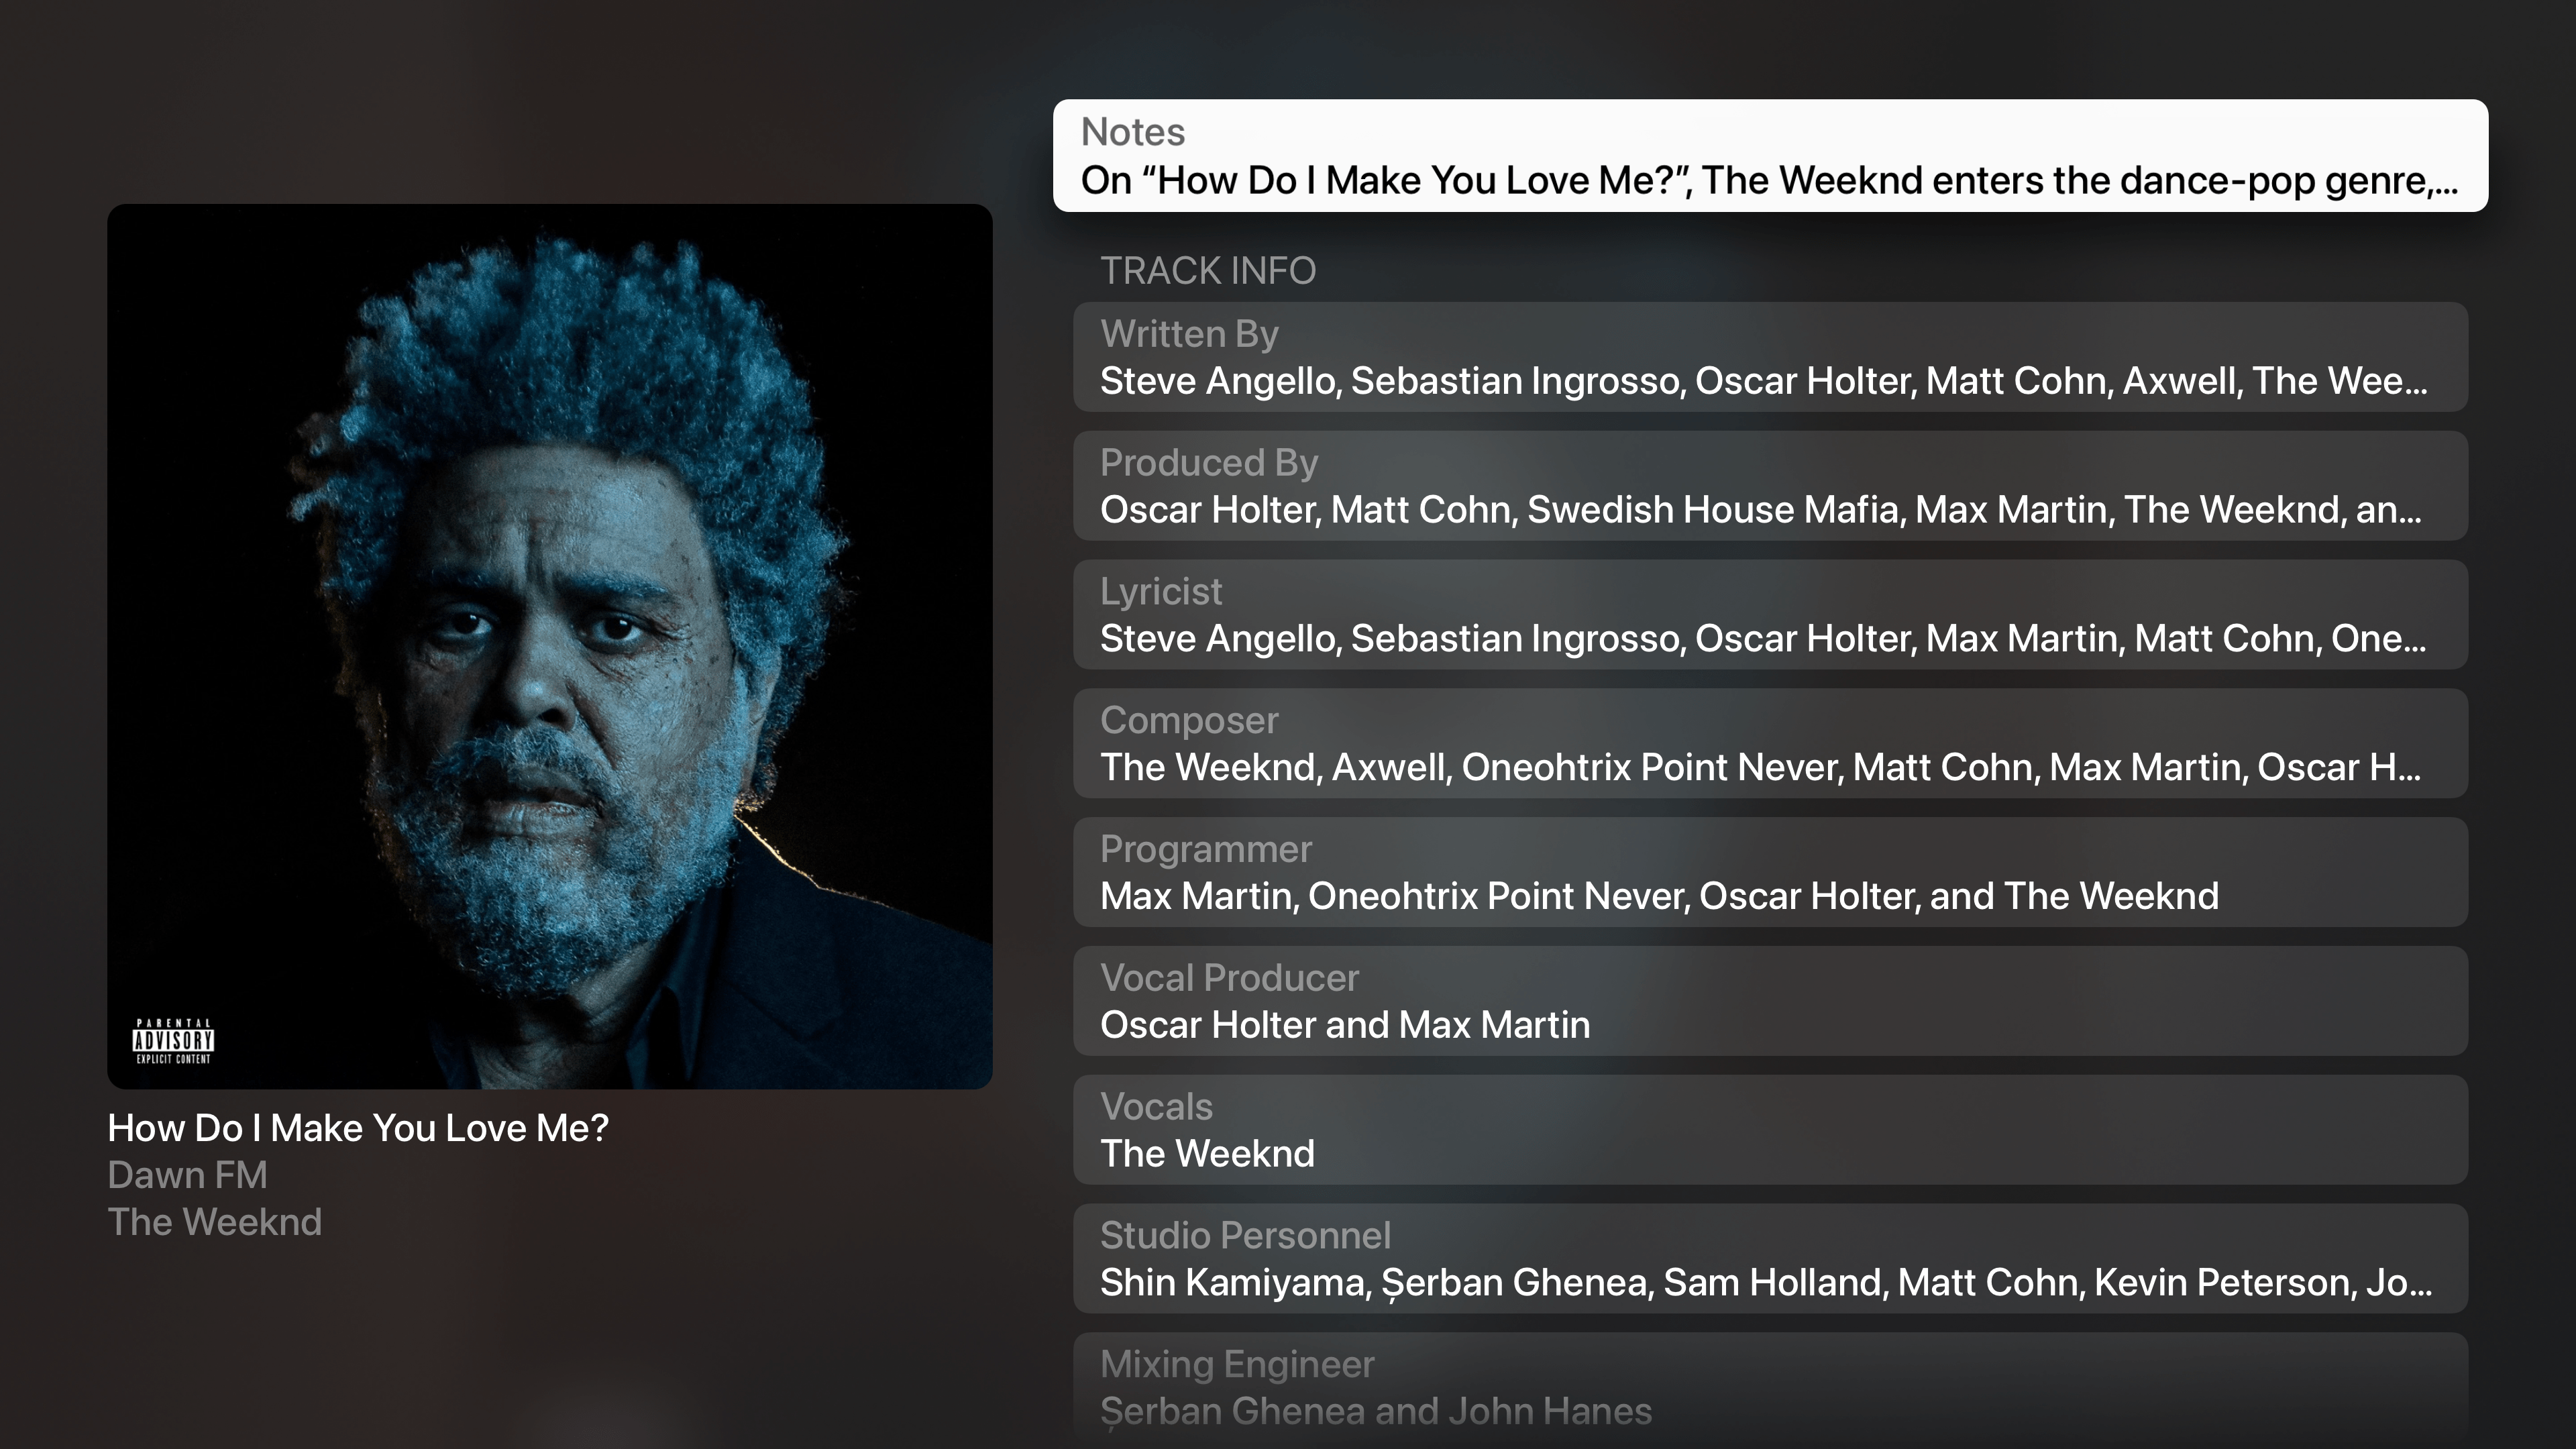 Notes
On “How Do I Make You Love Me?”, The Weeknd enters the dance-pop genre,…
TRACK INFO
Written By
Steve Angello, Sebastian Ingrosso, Oscar Holter, Matt Cohn, Axwell, The Wee…
Produced By
Oscar Holter, Matt Cohn, Swedish House Mafia, Max Martin, The Weeknd, an…
Lyricist
Steve Angello, Sebastian Ingrosso, Oscar Holter, Max Martin, Matt Cohn, One…
Composer
The Weeknd, Axwell, Oneohtrix Point Never, Matt Cohn, Max Martin, Oscar H…
Programmer
Max Martin, Oneohtrix Point Never, Oscar Holter, and The Weeknd
Vocal Producer
Oscar Holter and Max Martin
Vocals
The Weeknd
Studio Personnel
Shin Kamiyama, Șerban Ghenea, Sam Holland, Matt Cohn, Kevin Peterson, Jo…
Mixing Engineer
Șerban Ghenea and John Hanes
PARENTAL
ADVISORY
EXPLICIT CONTENT
How Do I Make You Love Me?
Dawn FM
The Weeknd